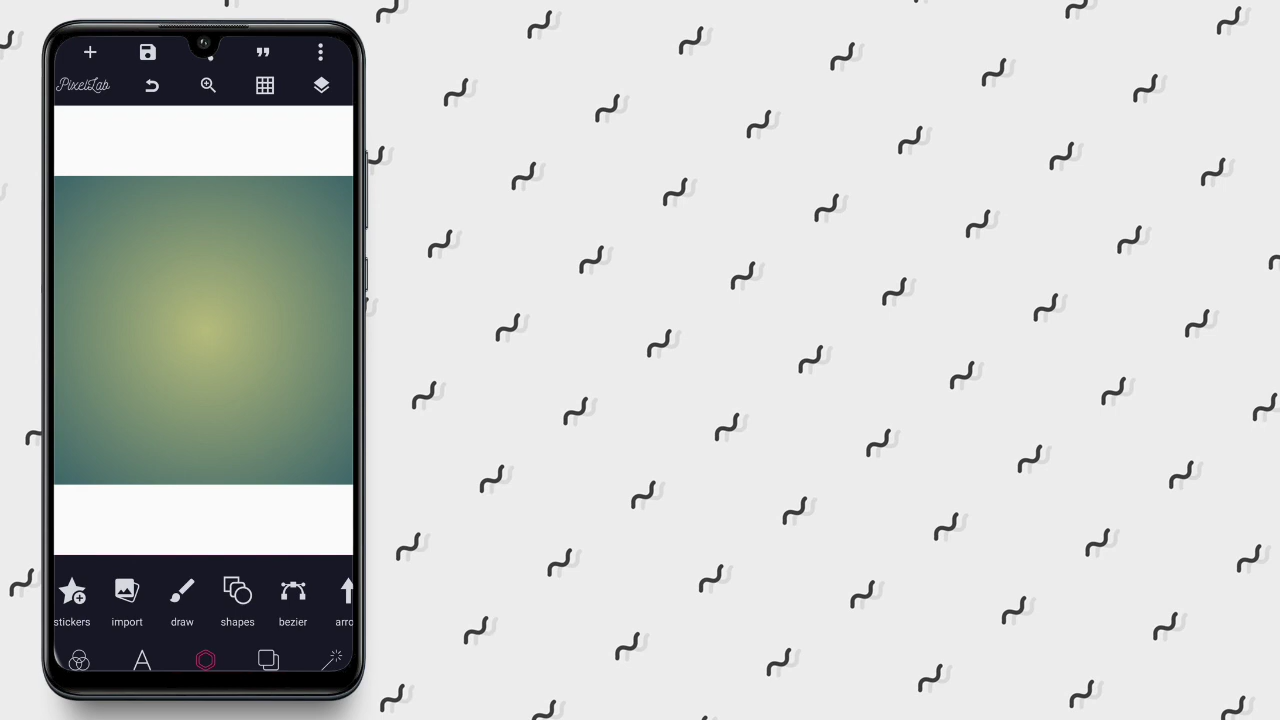 PixelLab
stickers
import
draw
shapes
bezier
arro